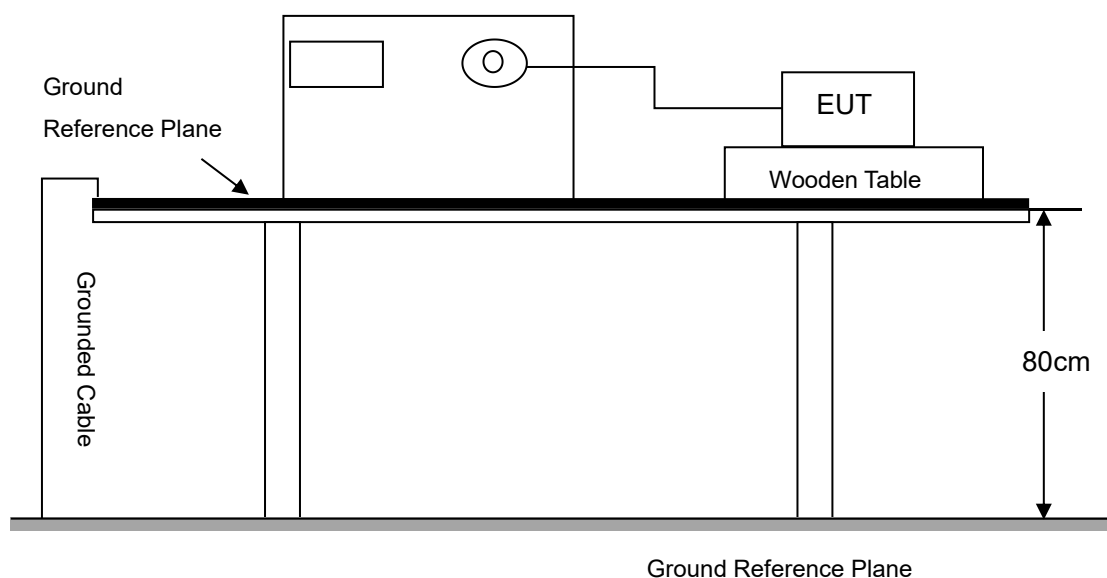 Ground
Reference Plane
EUT
Wooden Table
Grounded Cable
80cm
Ground Reference Plane